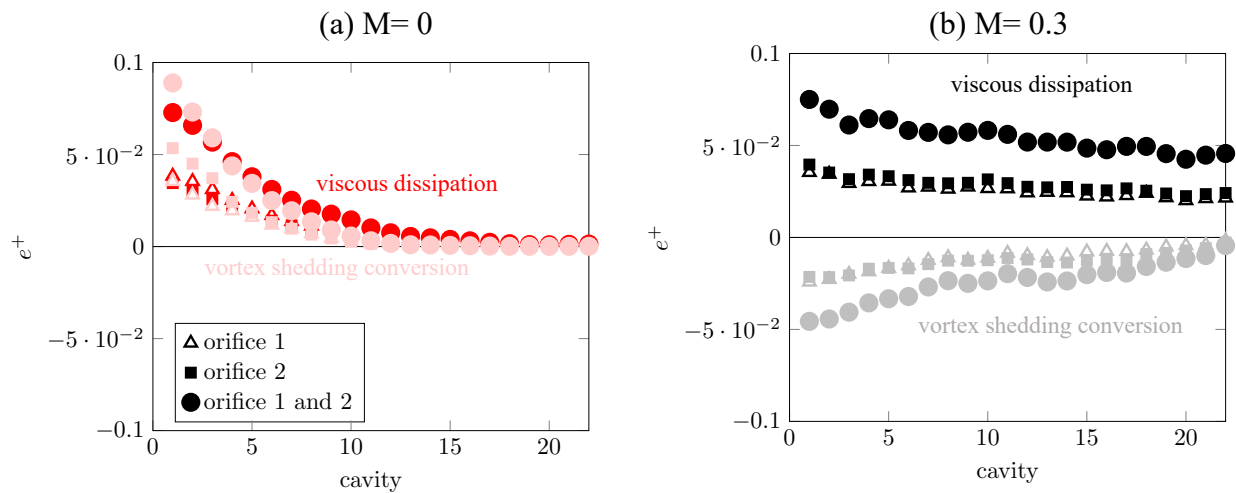 (a) M= 0
0.1
5 · 10⁻²
0
−5 · 10⁻²
−0.1
e⁺
viscous dissipation
vortex shedding conversion
orifice 1
orifice 2
orifice 1 and 2
0 5 10 15 20
cavity
(b) M= 0.3
0.1
5 · 10⁻²
0
−5 · 10⁻²
−0.1
e⁺
viscous dissipation
vortex shedding conversion
0 5 10 15 20
cavity